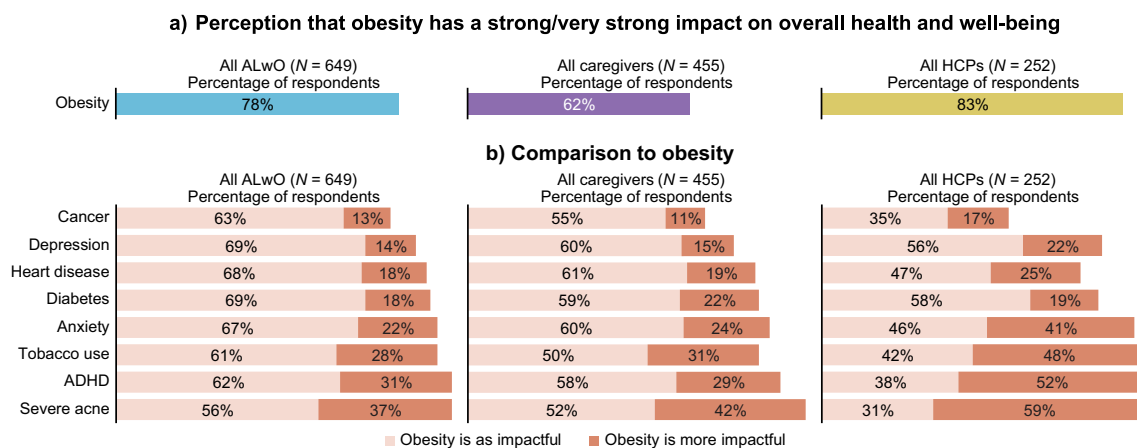 a) Perception that obesity has a strong/very strong impact on overall health and well-being
All ALwO (N = 649) All caregivers (N = 455) All HCPs (N = 252)
Percentage of respondents Percentage of respondents Percentage of respondents
Obesity 78% 62% 83%
b) Comparison to obesity
All ALwO (N = 649) All caregivers (N = 455) All HCPs (N = 252)
Percentage of respondents Percentage of respondents Percentage of respondents
Cancer 63% 13% 55% 11% 35% 17%
Depression 69% 14% 60% 15% 56% 22%
Heart disease 68% 18% 61% 19% 47% 25%
Diabetes 69% 18% 59% 22% 58% 19%
Anxiety 67% 22% 60% 24% 46% 41%
Tobacco use 61% 28% 50% 31% 42% 48%
ADHD 62% 31% 58% 29% 38% 52%
Severe acne 56% 37% 52% 42% 31% 59%
Obesity is as impactful Obesity is more impactful